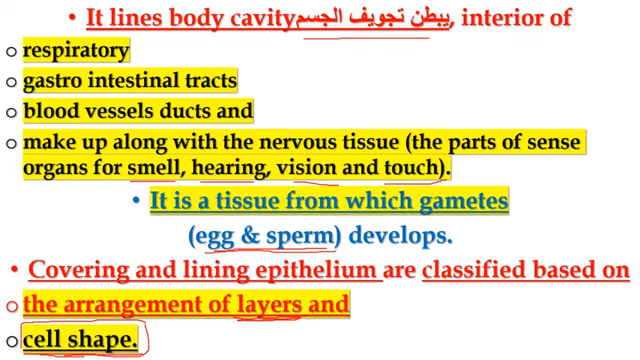 • It lines body cavityيبطن تجويف الجسم, interior of
o respiratory
o gastro intestinal tracts
o blood vessels ducts and
o make up along with the nervous tissue (the parts of sense
organs for smell, hearing, vision and touch).
• It is a tissue from which gametes
(egg & sperm) develops.
• Covering and lining epithelium are classified based on
o the arrangement of layers and
o cell shape.